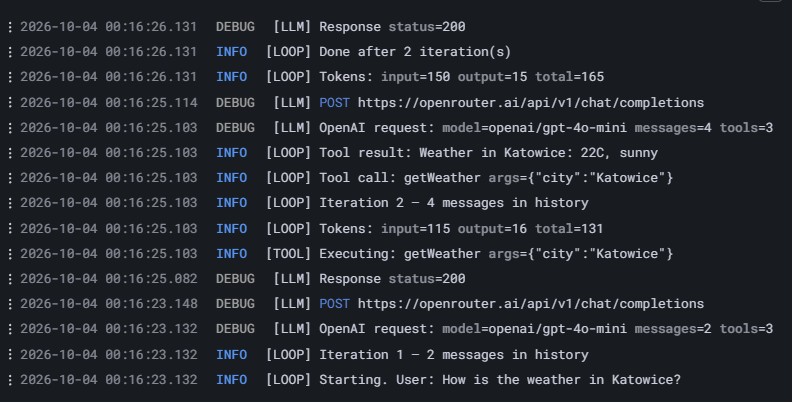 2026-10-04 00:16:26.131 DEBUG [LLM] Response status=200
2026-10-04 00:16:26.131 INFO [LOOP] Done after 2 iteration(s)
2026-10-04 00:16:26.131 INFO [LOOP] Tokens: input=150 output=15 total=165
2026-10-04 00:16:25.114 DEBUG [LLM] POST https://openrouter.ai/api/v1/chat/completions
2026-10-04 00:16:25.103 DEBUG [LLM] OpenAI request: model=openai/gpt-4o-mini messages=4 tools=3
2026-10-04 00:16:25.103 INFO [LOOP] Tool result: Weather in Katowice: 22C, sunny
2026-10-04 00:16:25.103 INFO [LOOP] Tool call: getWeather args={"city":"Katowice"}
2026-10-04 00:16:25.103 INFO [LOOP] Iteration 2 — 4 messages in history
2026-10-04 00:16:25.103 INFO [LOOP] Tokens: input=115 output=16 total=131
2026-10-04 00:16:25.103 INFO [TOOL] Executing: getWeather args={"city":"Katowice"}
2026-10-04 00:16:25.082 DEBUG [LLM] Response status=200
2026-10-04 00:16:23.148 DEBUG [LLM] POST https://openrouter.ai/api/v1/chat/completions
2026-10-04 00:16:23.132 DEBUG [LLM] OpenAI request: model=openai/gpt-4o-mini messages=2 tools=3
2026-10-04 00:16:23.132 INFO [LOOP] Iteration 1 — 2 messages in history
2026-10-04 00:16:23.132 INFO [LOOP] Starting. User: How is the weather in Katowice?